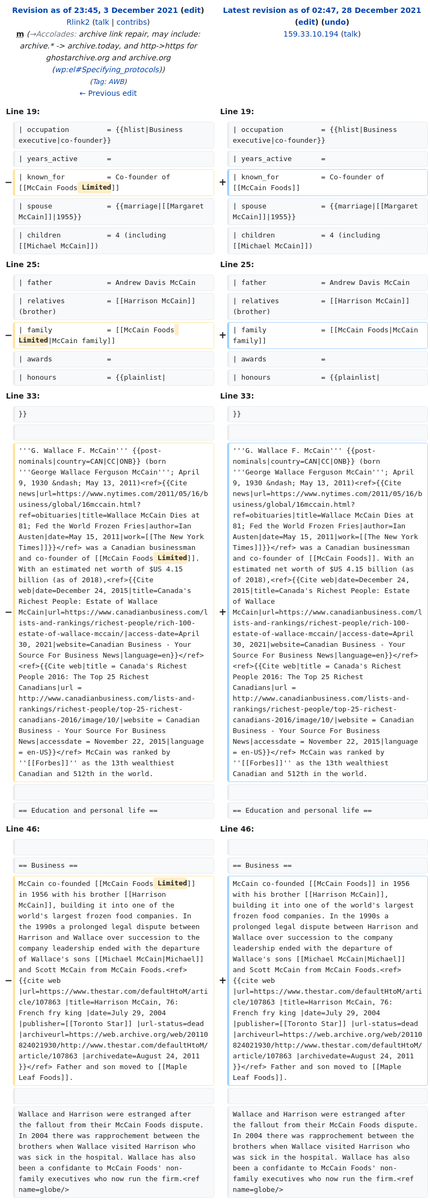 Revision as of 23:45, 3 December 2021 (edit)
Rlink2 (talk | contribs)
m (→Accolades: archive link repair, may include:
archive.* -> archive.today, and http->https for
ghostarchive.org and archive.org
(wp:el#Specifying_protocols))
(Tag: AWB)
← Previous edit
Latest revision as of 02:47, 28 December 2021
(edit) (undo)
159.33.10.194 (talk)
Line 19:
| occupation = {{hlist|Business
executive|co-founder}}
| years_active =
− | known_for = Co-founder of
[[McCain Foods Limited]]
| spouse = {{marriage|[[Margaret
McCain]]|1955}}
| children = 4 (including
[[Michael McCain]])
Line 19:
| occupation = {{hlist|Business
executive|co-founder}}
| years_active =
+ | known_for = Co-founder of
[[McCain Foods]]
| spouse = {{marriage|[[Margaret
McCain]]|1955}}
| children = 4 (including
[[Michael McCain]])
Line 25:
| father = Andrew Davis McCain
| relatives = [[Harrison McCain]]
(brother)
− | family = [[McCain Foods
Limited|McCain family]]
| awards =
| honours = {{plainlist|
Line 25:
| father = Andrew Davis McCain
| relatives = [[Harrison McCain]]
(brother)
+ | family = [[McCain Foods|McCain
family]]
| awards =
| honours = {{plainlist|
Line 33:
}}
− '''G. Wallace F. McCain''' {{post-
nominals|country=CAN|CC|ONB}} (born
'''George Wallace Ferguson McCain'''; April
9, 1930 &ndash; May 13, 2011)<ref>{{Cite
news|url=https://www.nytimes.com/2011/05/16/b
usiness/global/16mccain.html?
ref=obituaries|title=Wallace McCain Dies at
81; Fed the World Frozen Fries|author=Ian
Austen|date=May 15, 2011|work=[[The New York
Times]]}}</ref> was a Canadian businessman
and co-founder of [[McCain Foods Limited]].
With an estimated net worth of $US 4.15
billion (as of 2018),<ref>{{Cite
web|date=December 24, 2015|title=Canada's
Richest People: Estate of Wallace
McCain|url=https://www.canadianbusiness.com/l
ists-and-rankings/richest-people/rich-100-
estate-of-wallace-mccain/|access-date=April
30, 2021|website=Canadian Business - Your
Source For Business News|language=en}}</ref>
<ref>{{Cite web|title = Canada's Richest
People 2016: The Top 25 Richest
Canadians|url =
http://www.canadianbusiness.com/lists-and-
rankings/richest-people/top-25-richest-
canadians-2016/image/10/|website = Canadian
Business - Your Source For Business
News|accessdate = November 22, 2015|language
= en-US}}</ref> McCain was ranked by
''[[Forbes]]'' as the 13th wealthiest
Canadian and 512th in the world.
== Education and personal life ==
Line 33:
}}
+ '''G. Wallace F. McCain''' {{post-
nominals|country=CAN|CC|ONB}} (born
'''George Wallace Ferguson McCain'''; April
9, 1930 &ndash; May 13, 2011)<ref>{{Cite
news|url=https://www.nytimes.com/2011/05/16/b
usiness/global/16mccain.html?
ref=obituaries|title=Wallace McCain Dies at
81; Fed the World Frozen Fries|author=Ian
Austen|date=May 15, 2011|work=[[The New York
Times]]}}</ref> was a Canadian businessman
and co-founder of [[McCain Foods]]. With an
estimated net worth of $US 4.15 billion (as
of 2018),<ref>{{Cite web|date=December 24,
2015|title=Canada's Richest People: Estate of
Wallace
McCain|url=https://www.canadianbusiness.com/l
ists-and-rankings/richest-people/rich-100-
estate-of-wallace-mccain/|access-date=April
30, 2021|website=Canadian Business - Your
Source For Business News|language=en}}</ref>
<ref>{{Cite web|title = Canada's Richest
People 2016: The Top 25 Richest
Canadians|url =
http://www.canadianbusiness.com/lists-and-
rankings/richest-people/top-25-richest-
canadians-2016/image/10/|website = Canadian
Business - Your Source For Business
News|accessdate = November 22, 2015|language
= en-US}}</ref> McCain was ranked by
''[[Forbes]]'' as the 13th wealthiest
Canadian and 512th in the world.
== Education and personal life ==
Line 46:
== Business ==
− McCain co-founded [[McCain Foods Limited]]
in 1956 with his brother [[Harrison
McCain]], building it into one of the
world's largest frozen food companies. In
the 1990s a prolonged legal dispute between
Harrison and Wallace over succession to the
company leadership ended with the departure
of Wallace's sons [[Michael McCain|Michael]]
and Scott McCain from McCain Foods.<ref>
{{cite web
|url=https://www.thestar.com/defaultHtoM/arti
cle/107863 |title=Harrison McCain, 76:
French fry king |date=July 29, 2004
|publisher=[[Toronto Star]] |url-status=dead
|archiveurl=https://web.archive.org/web/20110
824021930/http://www.thestar.com/defaultHtoM/
article/107863 |archivedate=August 24, 2011
}}</ref> Father and son moved to [[Maple
Leaf Foods]].
Wallace and Harrison were estranged after
the fallout from their McCain Foods dispute.
In 2004 there was rapprochement between the
brothers when Wallace visited Harrison who
was sick in the hospital. Wallace has also
been a confidante to McCain Foods' non-
family executives who now run the firm.<ref
name=globe/>
Line 46:
== Business ==
+ McCain co-founded [[McCain Foods]] in 1956
with his brother [[Harrison McCain]],
building it into one of the world's largest
frozen food companies. In the 1990s a
prolonged legal dispute between Harrison and
Wallace over succession to the company
leadership ended with the departure of
Wallace's sons [[Michael McCain|Michael]]
and Scott McCain from McCain Foods.<ref>
{{cite web
|url=https://www.thestar.com/defaultHtoM/arti
cle/107863 |title=Harrison McCain, 76:
French fry king |date=July 29, 2004
|publisher=[[Toronto Star]] |url-status=dead
|archiveurl=https://web.archive.org/web/20110
824021930/http://www.thestar.com/defaultHtoM/
article/107863 |archivedate=August 24, 2011
}}</ref> Father and son moved to [[Maple
Leaf Foods]].
Wallace and Harrison were estranged after
the fallout from their McCain Foods dispute.
In 2004 there was rapprochement between the
brothers when Wallace visited Harrison who
was sick in the hospital. Wallace has also
been a confidante to McCain Foods' non-
family executives who now run the firm.<ref
name=globe/>